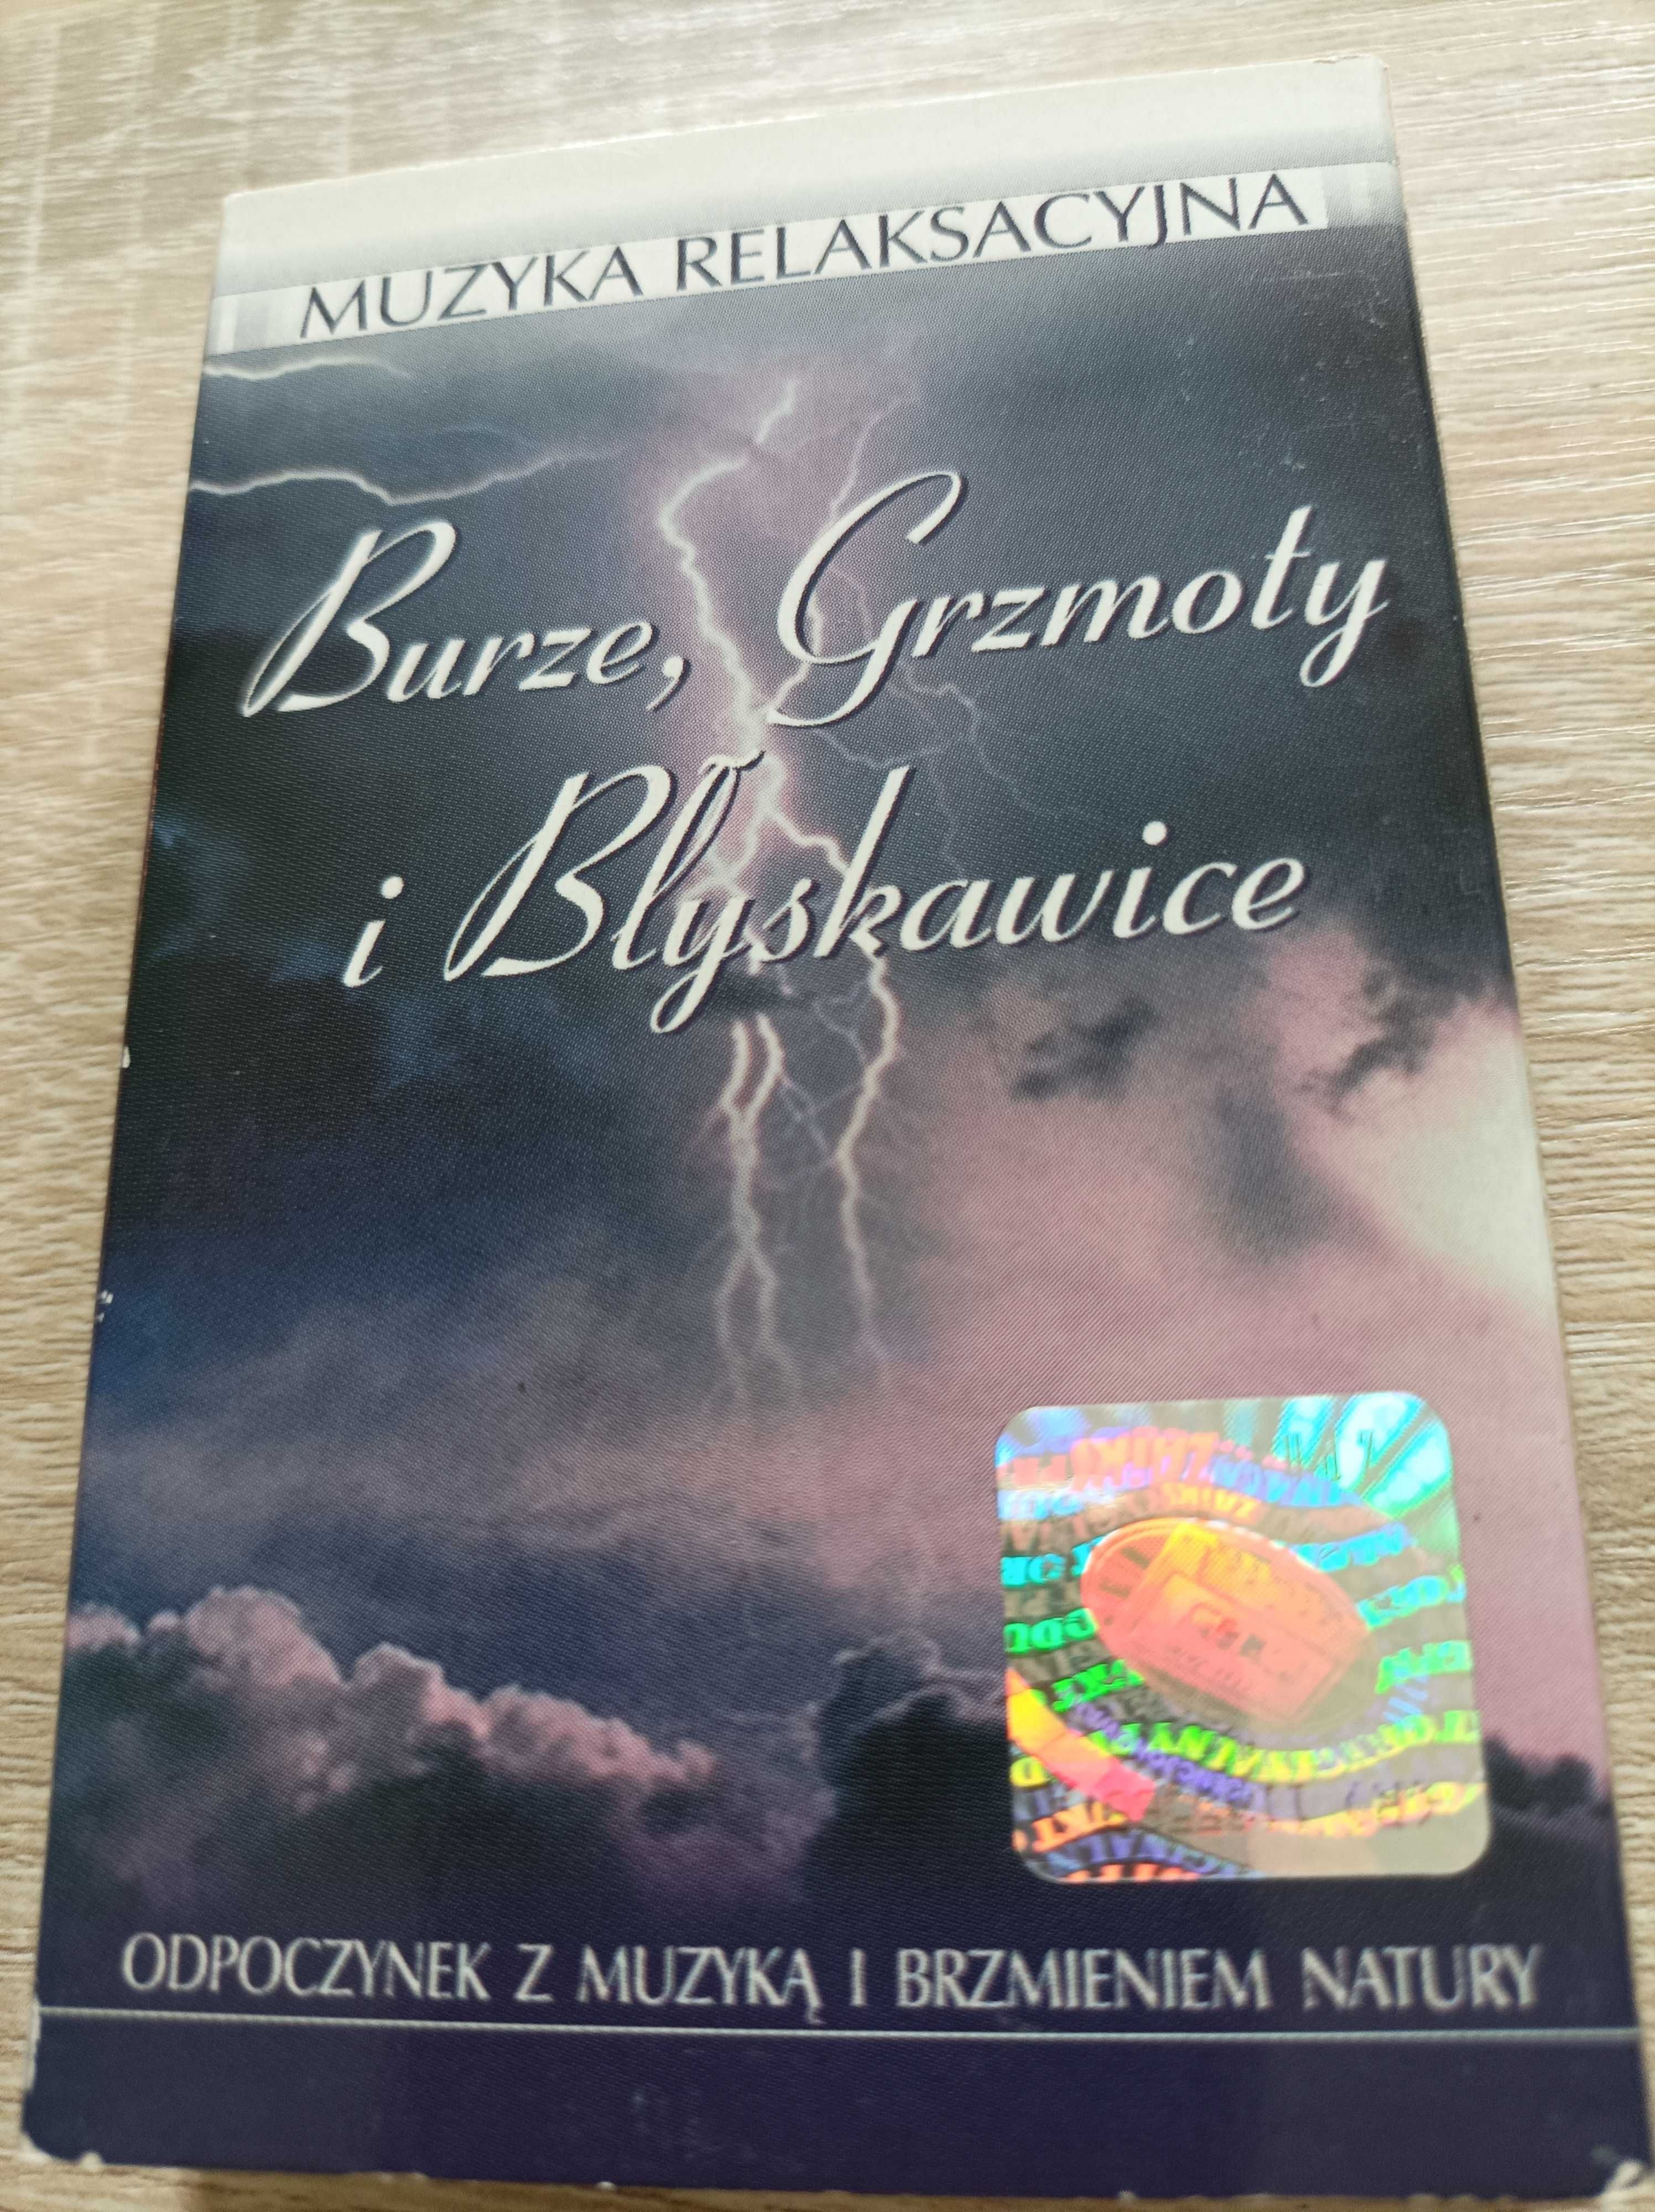 MUZYKA RELAKSACYJNA
Burze, Grzmoty
i Błyskawice
ODPOCZYNEK Z MUZYKĄ I BRZMIENIEM NATURY